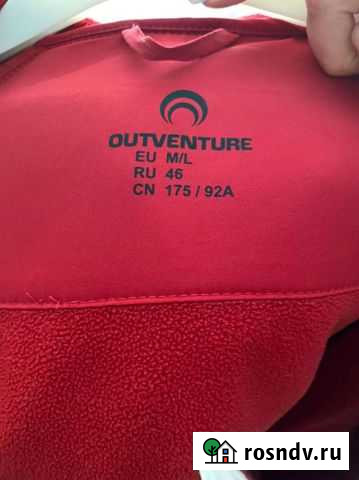 OUTVENTURE
EU M/L
RU 46
CN 175 / 92A
rosndv.ru